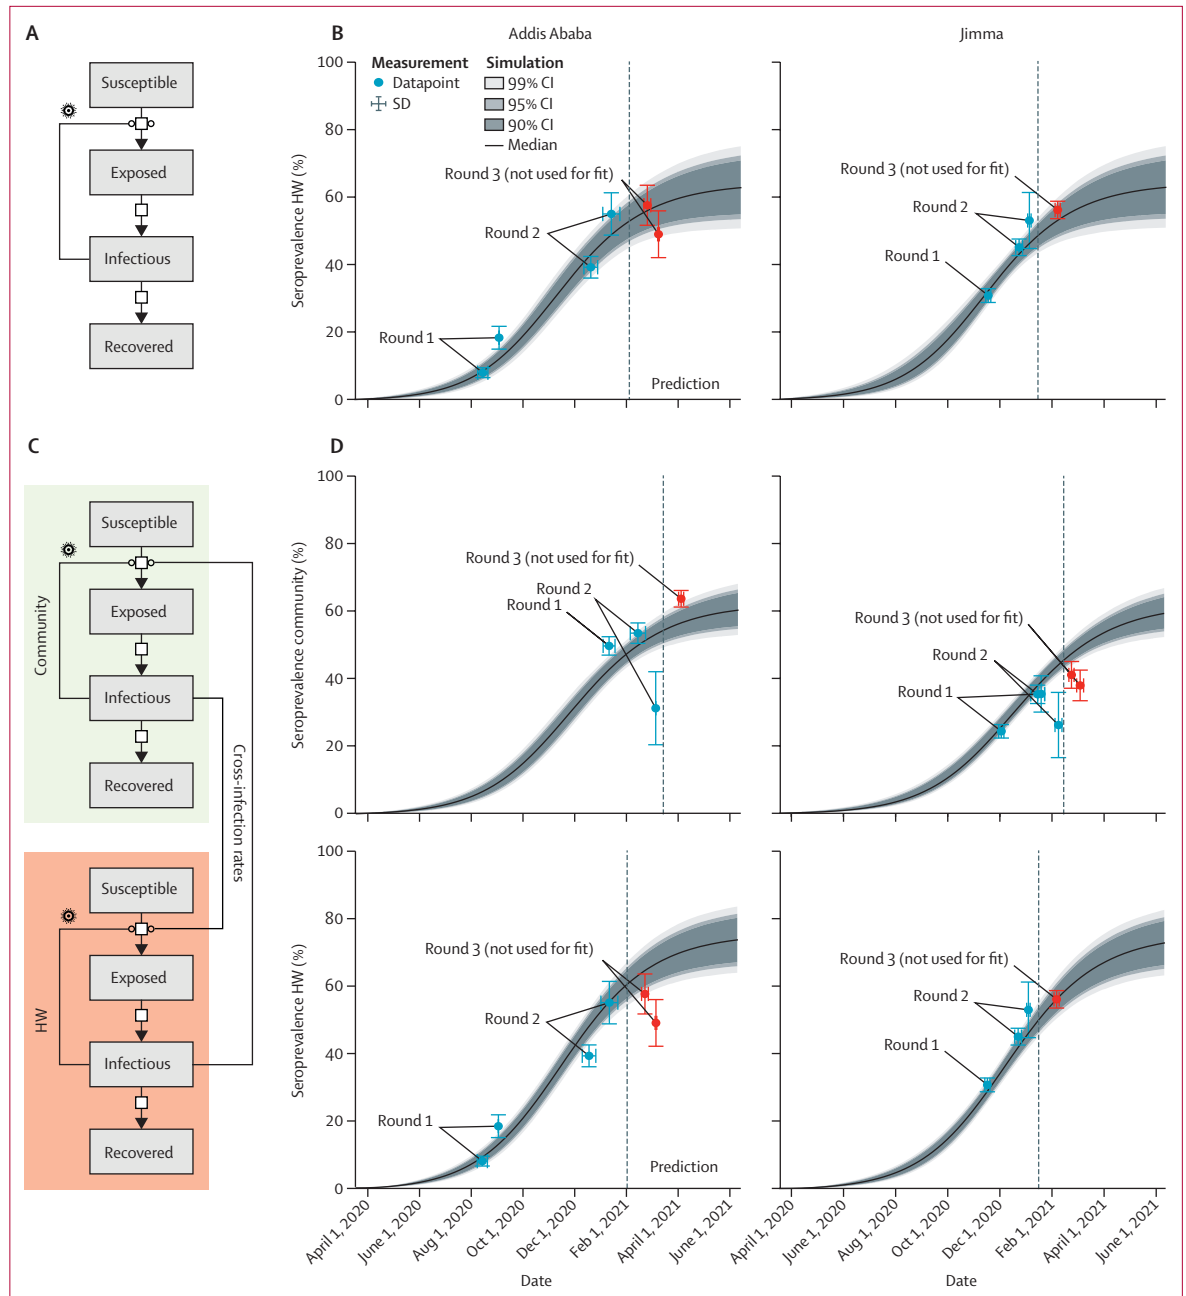 A
Susceptible
Exposed
Infectious
Recovered
B
Addis Ababa
Jimma
Measurement
Datapoint
SD
Simulation
99% CI
95% CI
90% CI
Median
Seroprevalence HW (%)
100
80
60
40
20
0
Round 3 (not used for fit)
Round 2
Round 1
Prediction
Round 3 (not used for fit)
Round 2
Round 1
C
Community
Susceptible
Exposed
Infectious
Recovered
Cross-infection rates
HW
Susceptible
Exposed
Infectious
Recovered
D
Seroprevalence community (%)
100
80
60
40
20
0
Round 3 (not used for fit)
Round 2
Round 1
Round 3 (not used for fit)
Round 2
Round 1
Seroprevalence HW (%)
100
80
60
40
20
0
Round 3 (not used for fit)
Round 2
Round 1
Prediction
Round 3 (not used for fit)
Round 2
Round 1
April 1, 2020
June 1, 2020
Aug 1, 2020
Oct 1, 2020
Dec 1, 2020
Feb 1, 2021
April 1, 2021
June 1, 2021
Date
April 1, 2020
June 1, 2020
Aug 1, 2020
Oct 1, 2020
Dec 1, 2020
Feb 1, 2021
April 1, 2021
June 1, 2021
Date